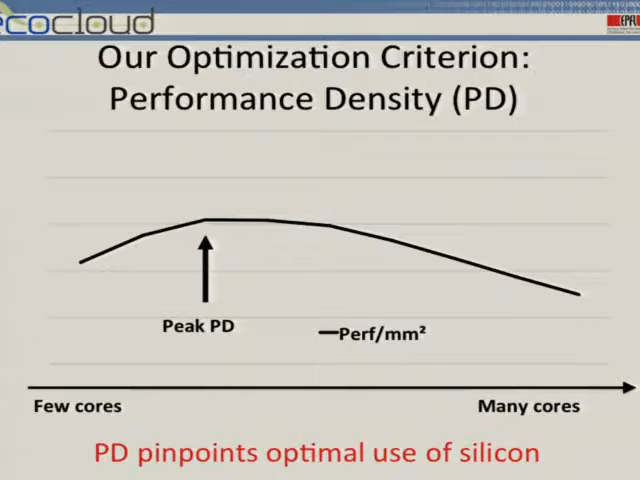 ecocloud
EPFL
Our Optimization Criterion:
Performance Density (PD)
Peak PD
Perf/mm²
Few cores
Many cores
PD pinpoints optimal use of silicon